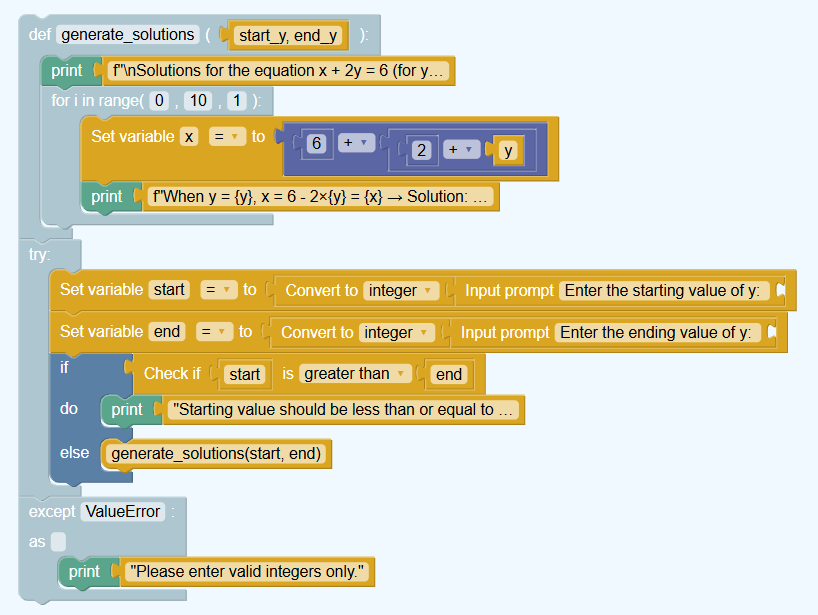 def generate_solutions ( start_y, end_y ):
print f"\nSolutions for the equation x + 2y = 6 (for y…
for i in range( 0 , 10 , 1 ):
Set variable x = to 6 + 2 + y
print f"When y = {y}, x = 6 - 2×{y} = {x} → Solution: …
try:
Set variable start = to Convert to integer Input prompt Enter the starting value of y:
Set variable end = to Convert to integer Input prompt Enter the ending value of y:
if Check if start is greater than end
do print "Starting value should be less than or equal to …
else generate_solutions(start, end)
except ValueError :
as
print "Please enter valid integers only."